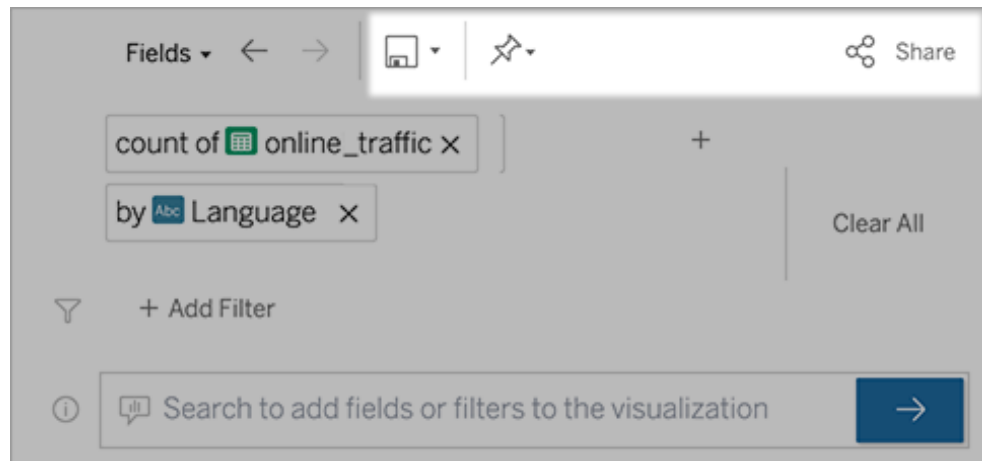 Fields
Share
count of online_traffic
by Abc Language
Clear All
+ Add Filter
Search to add fields or filters to the visualization